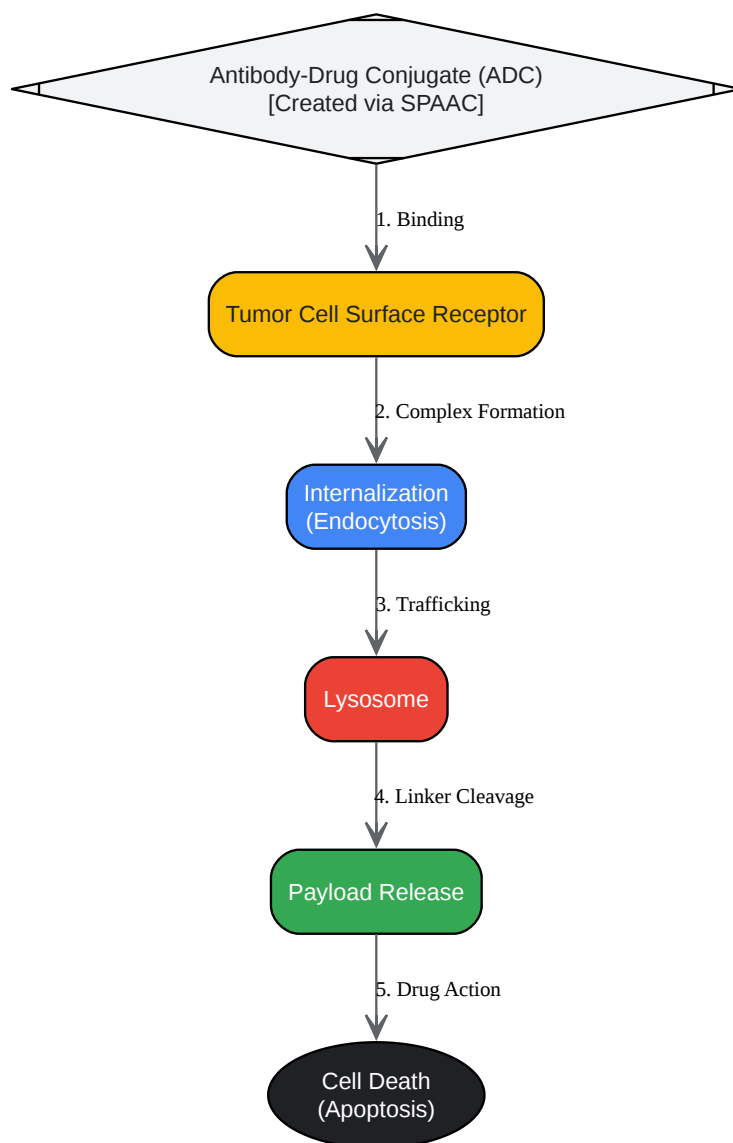 Antibody-Drug Conjugate (ADC)
[Created via SPAAC]
1. Binding
Tumor Cell Surface Receptor
2. Complex Formation
Internalization
(Endocytosis)
3. Trafficking
Lysosome
4. Linker Cleavage
Payload Release
5. Drug Action
Cell Death
(Apoptosis)